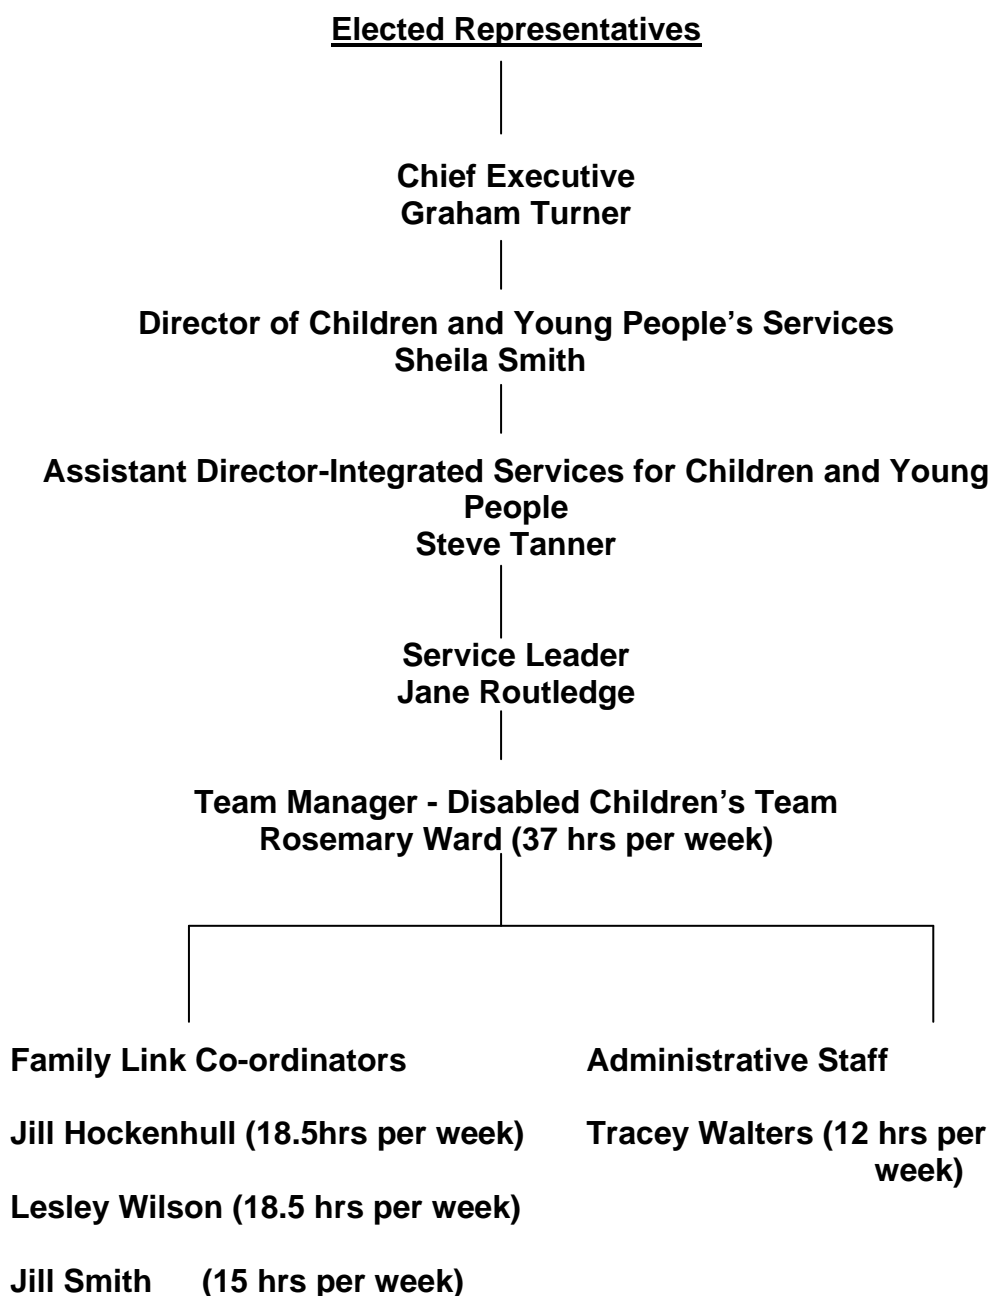 Elected Representatives
Chief Executive
Graham Turner
Director of Children and Young People’s Services
Sheila Smith
Assistant Director-Integrated Services for Children and Young
People
Steve Tanner
Service Leader
Jane Routledge
Team Manager - Disabled Children’s Team
Rosemary Ward (37 hrs per week)
Family Link Co-ordinators
Jill Hockenhull (18.5hrs per week)
Lesley Wilson (18.5 hrs per week)
Jill Smith (15 hrs per week)
Administrative Staff
Tracey Walters (12 hrs per
week)